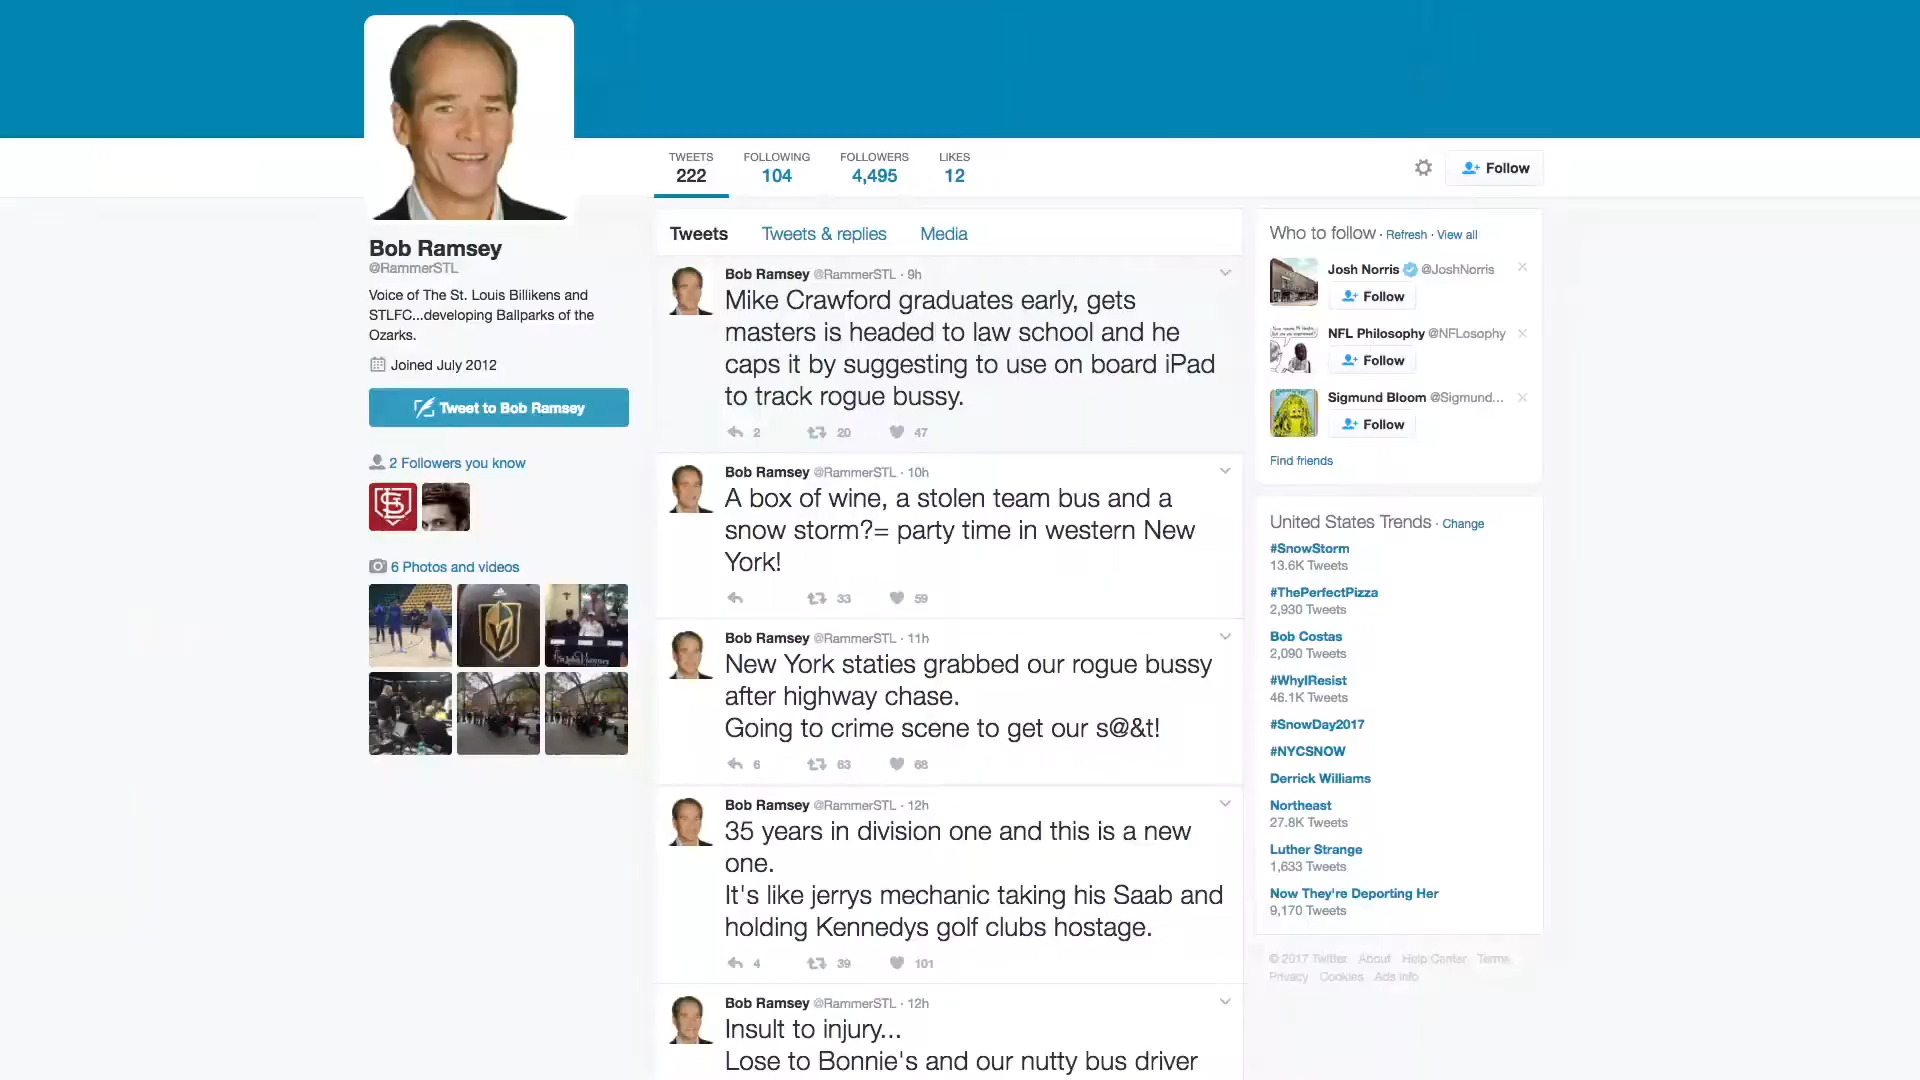 TWEETS
222
FOLLOWING
104
FOLLOWERS
4,495
LIKES
12
Follow
Bob Ramsey
@RammerSTL
Voice of The St. Louis Billikens and
STLFC...developing Ballparks of the
Ozarks.
Joined July 2012
Tweet to Bob Ramsey
2 Followers you know
6 Photos and videos
Tweets
Tweets & replies
Media
Bob Ramsey @RammerSTL · 9h
Mike Crawford graduates early, gets
masters is headed to law school and he
caps it by suggesting to use on board iPad
to track rogue bussy.
2 20 47
Bob Ramsey @RammerSTL · 10h
A box of wine, a stolen team bus and a
snow storm?= party time in western New
York!
33 59
Bob Ramsey @RammerSTL · 11h
New York staties grabbed our rogue bussy
after highway chase.
Going to crime scene to get our s@&t!
6 63 68
Bob Ramsey @RammerSTL · 12h
35 years in division one and this is a new
one.
It's like jerrys mechanic taking his Saab and
holding Kennedys golf clubs hostage.
4 39 101
Bob Ramsey @RammerSTL · 12h
Insult to injury...
Lose to Bonnie's and our nutty bus driver
Who to follow · Refresh · View all
Josh Norris @JoshNorris
Follow
NFL Philosophy @NFLosophy
Follow
Sigmund Bloom @Sigmund...
Follow
Find friends
United States Trends · Change
#SnowStorm
13.6K Tweets
#ThePerfectPizza
2,930 Tweets
Bob Costas
2,090 Tweets
#WhyIResist
46.1K Tweets
#SnowDay2017
#NYCSNOW
Derrick Williams
Northeast
27.8K Tweets
Luther Strange
1,633 Tweets
Now They're Deporting Her
9,170 Tweets
© 2017 Twitter About Help Center Terms
Privacy Cookies Ads info